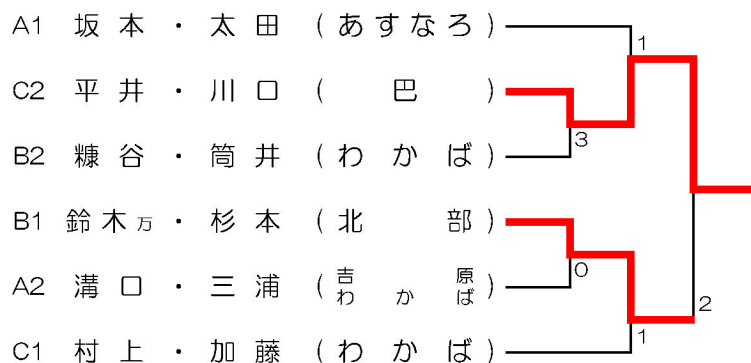 A1 坂本・太田 (あすなろ)
1
C2 平井・川口 (巴)
3
B2 糠谷・筒井 (わかば)
B1 鈴木万・杉本 (北部)
0
A2 溝口・三浦 (吉原わかば)
2
1
C1 村上・加藤 (わかば)